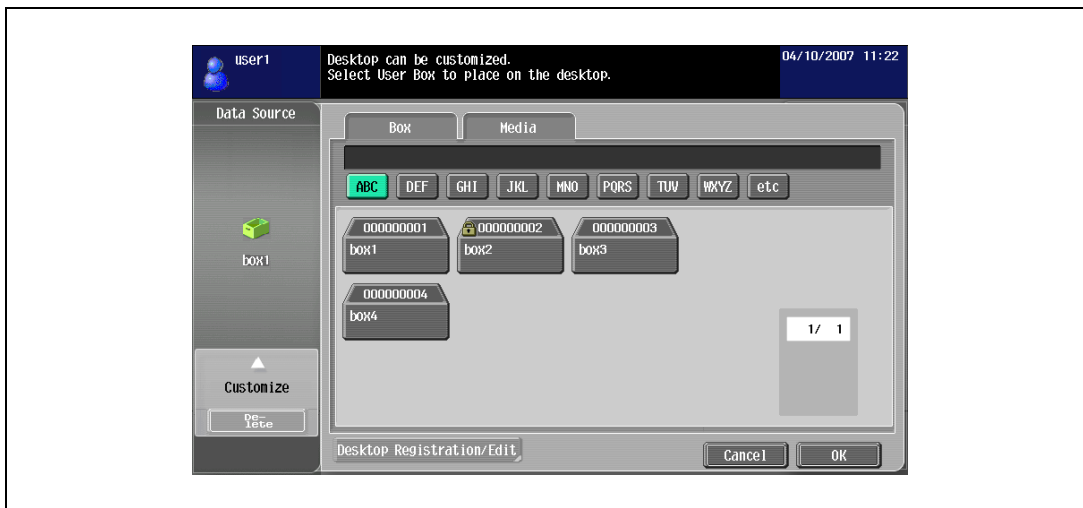 user1
Desktop can be customized.
Select User Box to place on the desktop.
04/10/2007 11:22
Data Source
Box
Media
ABC DEF GHI JKL MNO PQRS TUV WXYZ etc
000000001 000000002 000000003
box1 box2 box3
box1
000000004
box4
1/ 1
Customize
De-
lete
Desktop Registration/Edit
Cancel OK